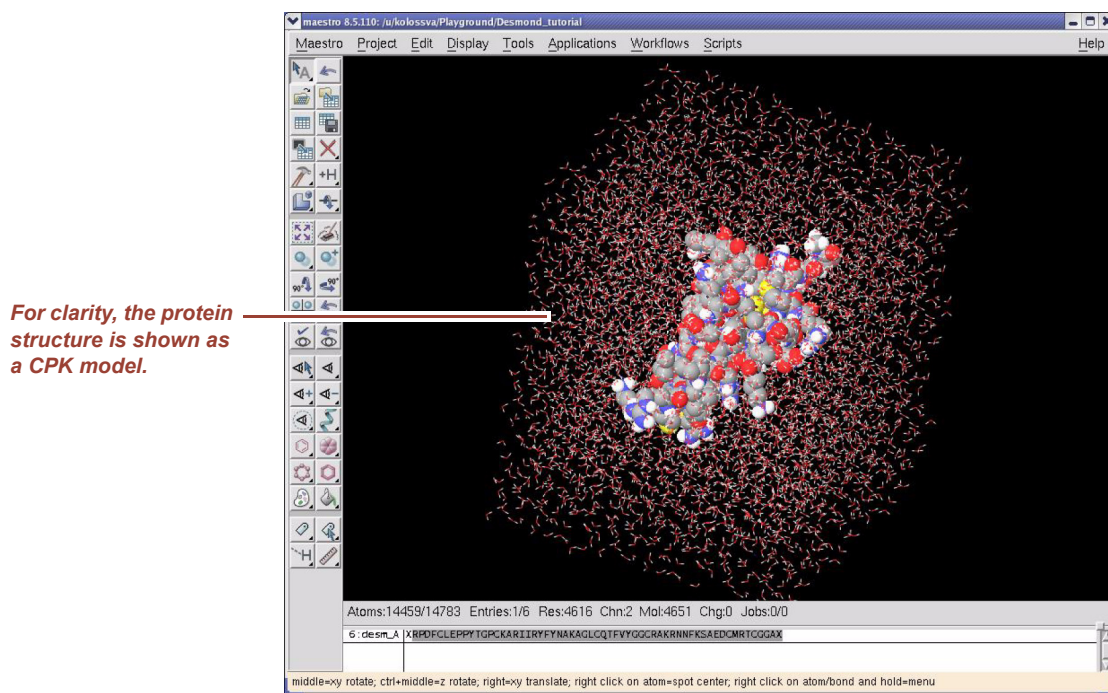 maestro 8.5.110: /u/kolossva/Playground/Desmond_tutorial
Maestro Project Edit Display Tools Applications Workflows Scripts Help
A
+H
90° 90°
For clarity, the protein
structure is shown as
a CPK model.
H
Atoms:14459/14783 Entries:1/6 Res:4616 Chn:2 Mol:4651 Chg:0 Jobs:0/0
6:desm_A XRPDFCLEPPYTGPCKARIIRYFYNAKAGLCQTFVYGGCRAKRNNFKSAEDCMRTCGGAX
middle=xy rotate; ctrl+middle=z rotate; right=xy translate; right click on atom=spot center; right click on atom/bond and hold=menu